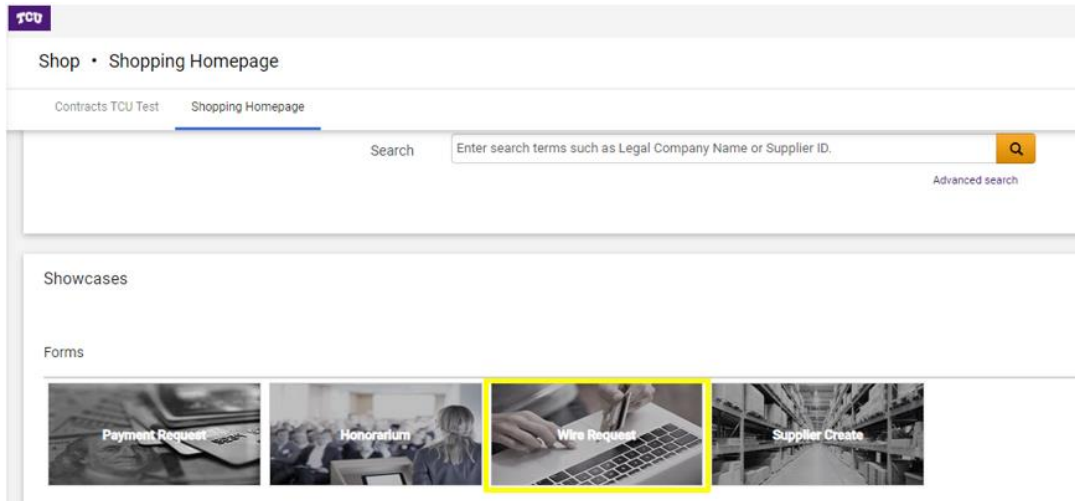 TCU
Shop • Shopping Homepage
Contracts TCU Test Shopping Homepage
Search Enter search terms such as Legal Company Name or Supplier ID.
Advanced search
Showcases
Forms
Payment Request Honorarium Wire Request Supplier Create